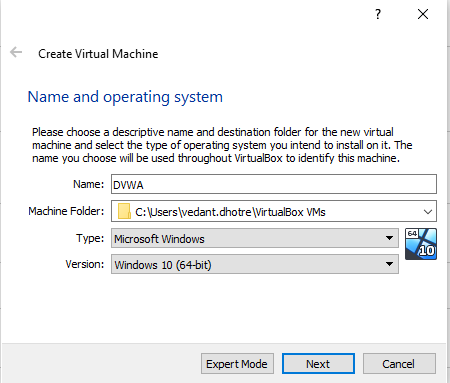 ?
Create Virtual Machine
Name and operating system
Please choose a descriptive name and destination folder for the new virtual
machine and select the type of operating system you intend to install on it. The
name you choose will be used throughout VirtualBox to identify this machine.
Name: DVWA
Machine Folder: C:\Users\vedant.dhotre\VirtualBox VMs
Type: Microsoft Windows
64
10
Version: Windows 10 (64-bit)
Expert Mode Next Cancel